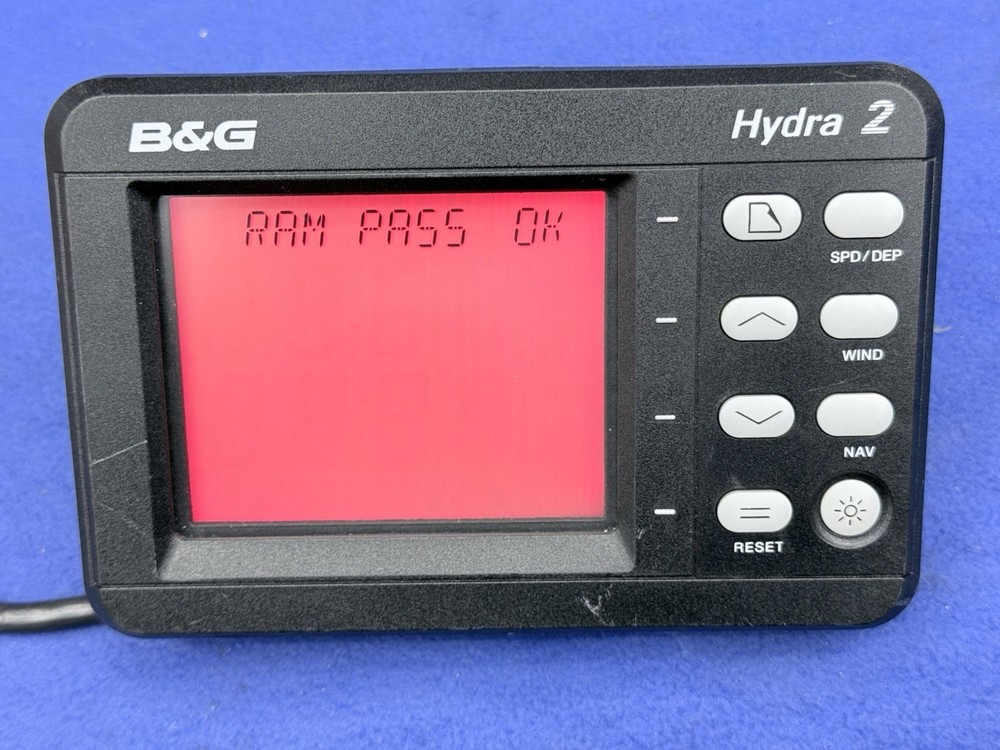 B&G
Hydra 2
RAM PASS OK
SPD/DEP
WIND
NAV
RESET